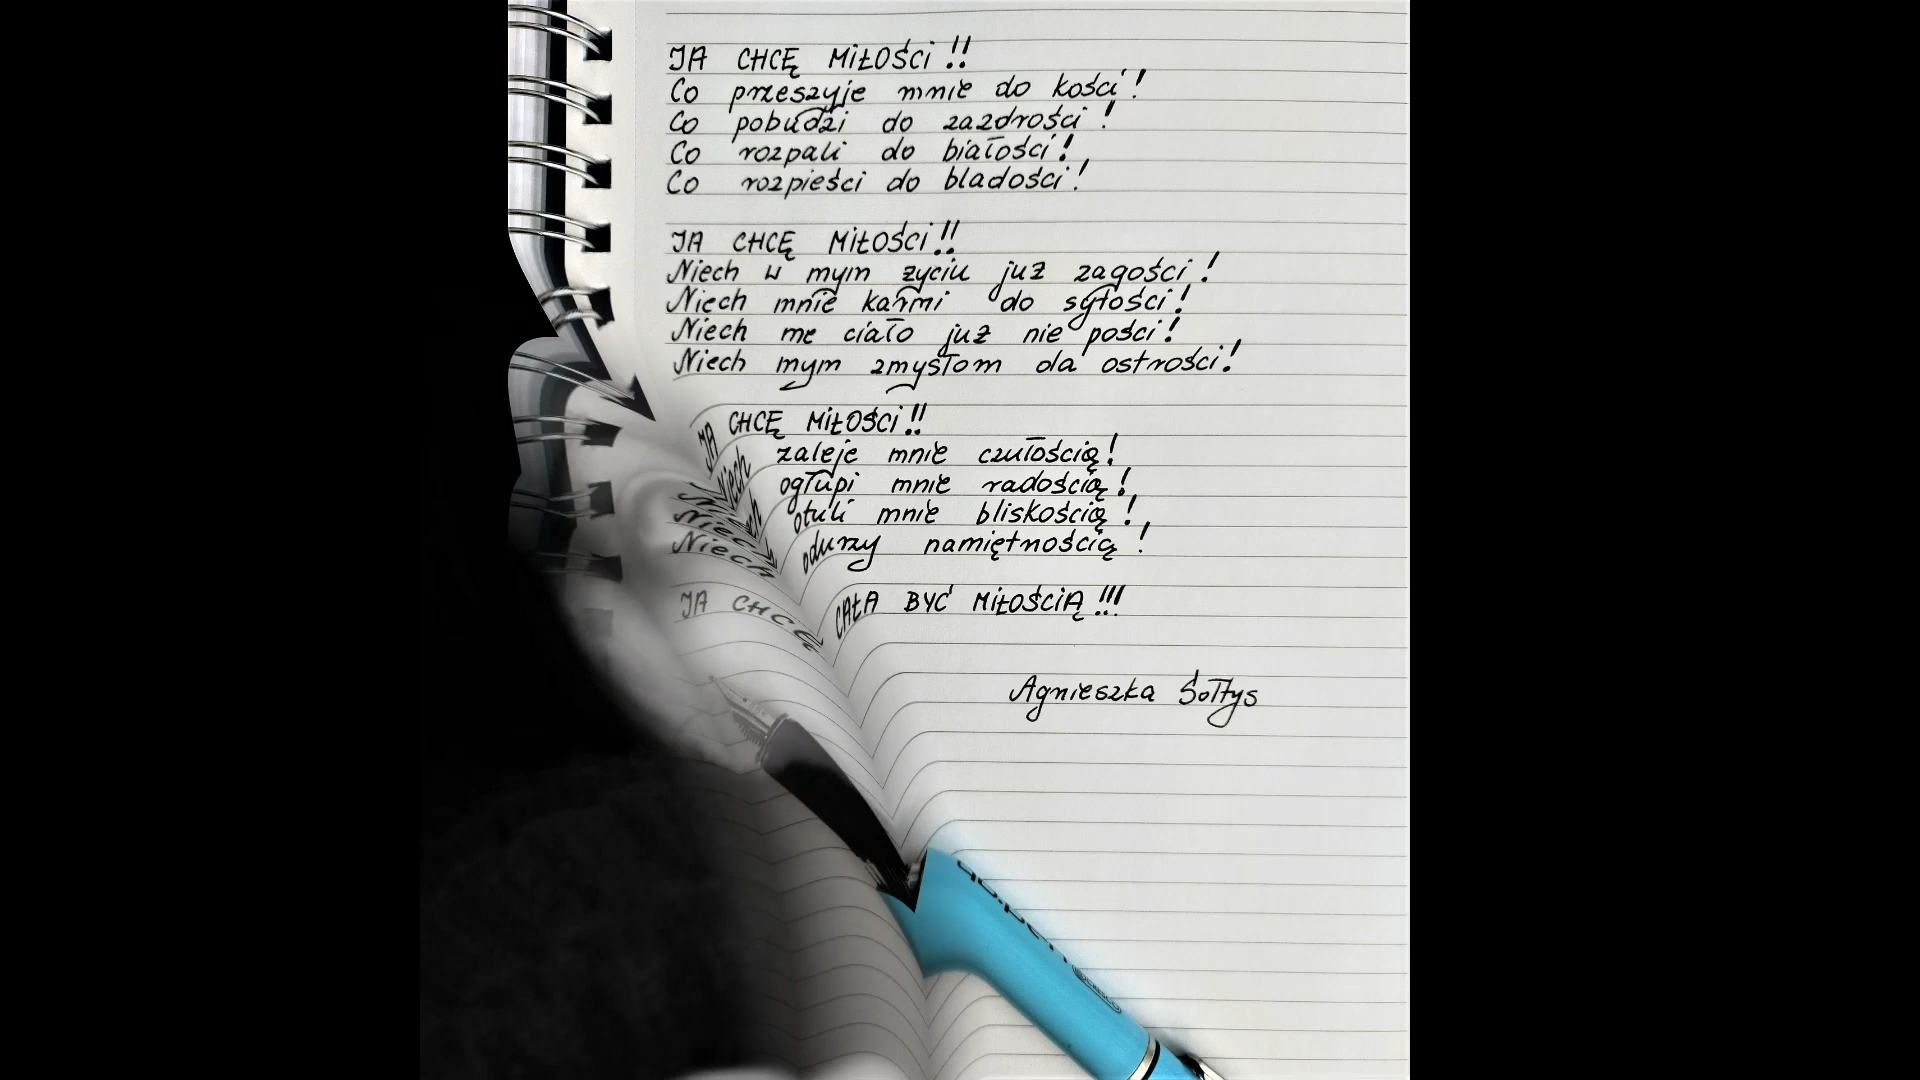 JA CHCĘ MIŁOŚCI!!
Co przeszyje mnie do kości!
Co pobudzi do zazdrości!
Co rozpali do białości!
Co rozpieści do bladości!
JA CHCĘ MIŁOŚCI!!
Niech w mym życiu już zagości!
Niech mnie karmi do sytości!
Niech me ciało już nie pości!
Niech mym zmysłom da ostrości!
JA CHCĘ MIŁOŚCI!!
Niech zaleje mnie czułością!
Niech ogłupi mnie radością!
Niech otuli mnie bliskością!
Niech odurzy namiętnością!
JA CHCĘ CAŁA BYĆ MIŁOŚCIĄ!!!
Agnieszka Sołtys